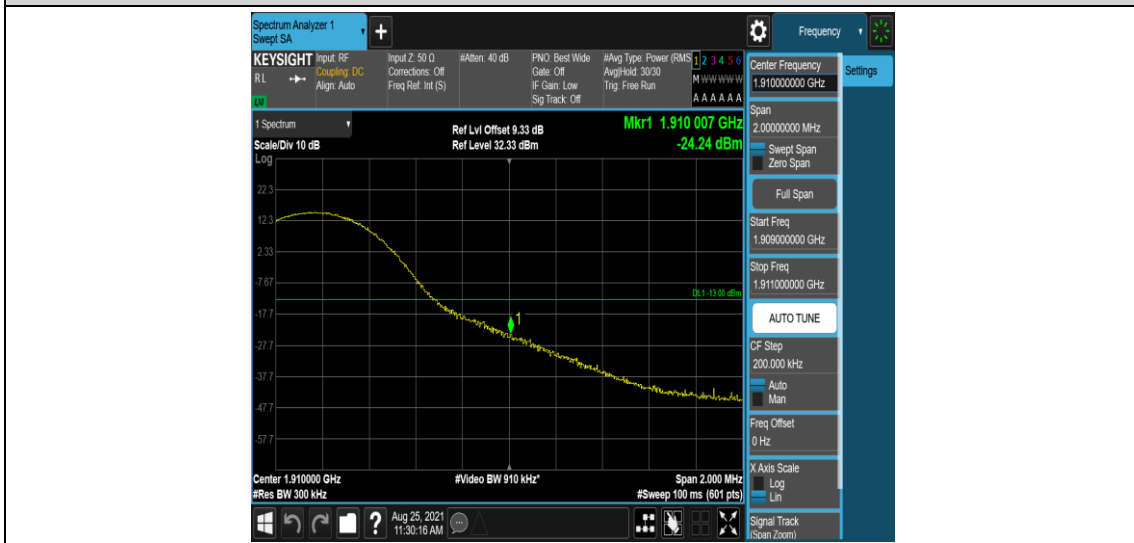 Spectrum Analyzer 1
Swept SA
+
Frequency
KEYSIGHT
RL
Input: RF
Coupling: DC
Align: Auto
Input Z: 50 Ω
Corrections: Off
Freq Ref: Int (S)
#Atten: 40 dB
PNO: Best Wide
Gate: Off
IF Gain: Low
Sig Track: Off
#Avg Type: Power (RMS
Avg|Hold: 30/30
Trig: Free Run
1 2 3 4 5 6
M W W W W W
A A A A A A
Center Frequency
1.910000000 GHz
Settings
Span
2.00000000 MHz
Swept Span
Zero Span
Full Span
Start Freq
1.909000000 GHz
Stop Freq
1.911000000 GHz
AUTO TUNE
CF Step
200.000 kHz
Auto
Man
Freq Offset
0 Hz
X Axis Scale
Log
Lin
Signal Track
(Span Zoom)
1 Spectrum
Scale/Div 10 dB
Ref Lvl Offset 9.33 dB
Ref Level 32.33 dBm
Mkr1 1.910 007 GHz
-24.24 dBm
Log
22.3
12.3
2.33
-7.67
DL1 -13.00 dBm
-17.7
1
-27.7
-37.7
-47.7
-57.7
Center 1.910000 GHz
#Video BW 910 kHz*
Span 2.000 MHz
#Res BW 300 kHz
#Sweep 100 ms (601 pts)
?
Aug 25, 2021
11:30:16 AM